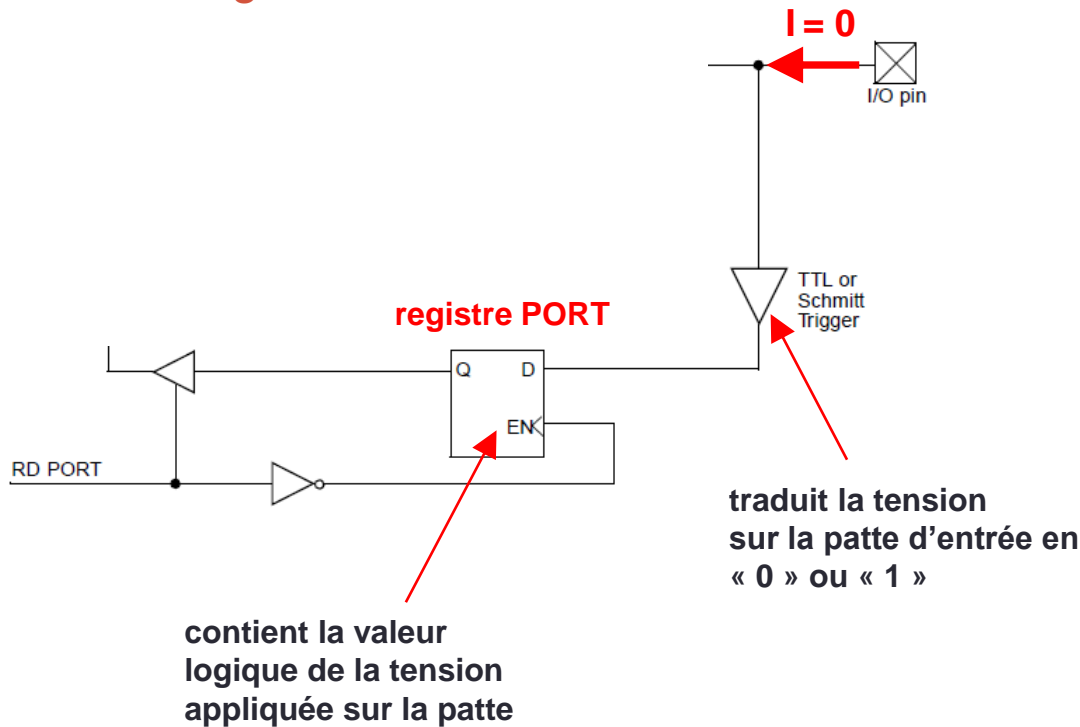 I = 0
I/O pin
TTL or
Schmitt
Trigger
registre PORT
Q D
EN
RD PORT
traduit la tension
sur la patte d'entrée en
« 0 » ou « 1 »
contient la valeur
logique de la tension
appliquée sur la patte